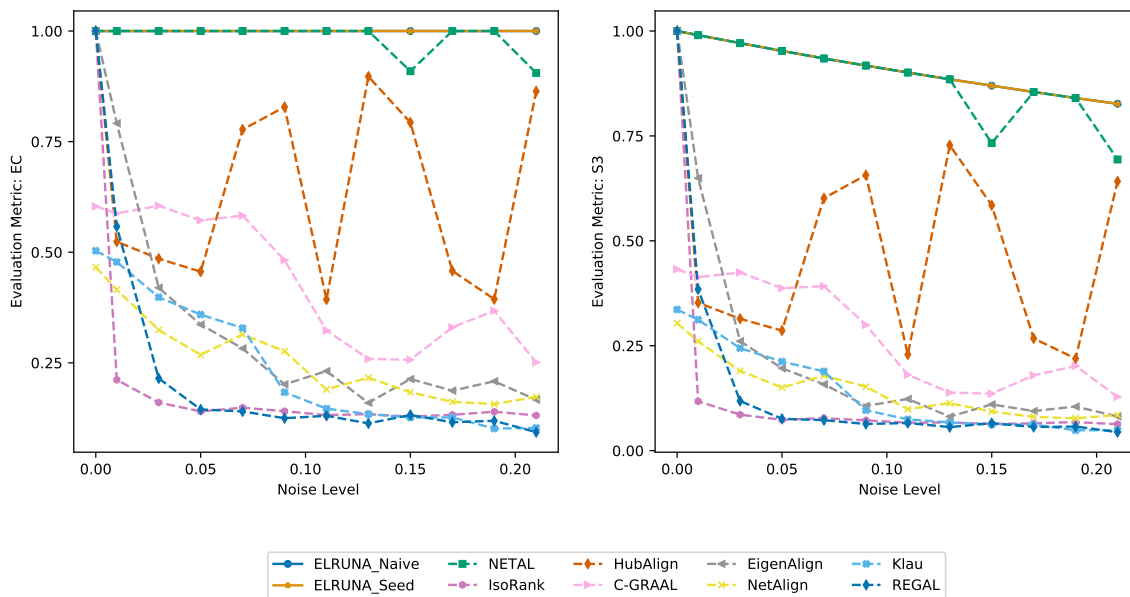 1.00
0.75
0.50
0.25
Evaluation Metric: EC
0.00 0.05 0.10 0.15 0.20
Noise Level
1.00
0.75
0.50
0.25
0.00
Evaluation Metric: S3
0.00 0.05 0.10 0.15 0.20
Noise Level
ELRUNA_Naive NETAL HubAlign EigenAlign Klau
ELRUNA_Seed IsoRank C-GRAAL NetAlign REGAL